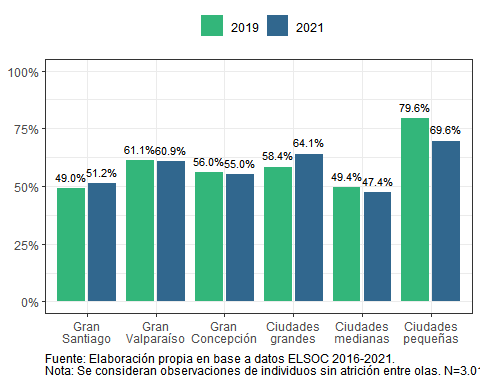 2019 2021
100%
75%
50%
25%
0%
49.0% 51.2% 61.1% 60.9% 56.0% 55.0% 58.4% 64.1% 49.4% 47.4% 79.6% 69.6%
Gran Gran Gran Ciudades Ciudades Ciudades
Santiago Valparaíso Concepción grandes medianas pequeñas
Fuente: Elaboración propia en base a datos ELSOC 2016-2021.
Nota: Se consideran observaciones de individuos sin atrición entre olas.